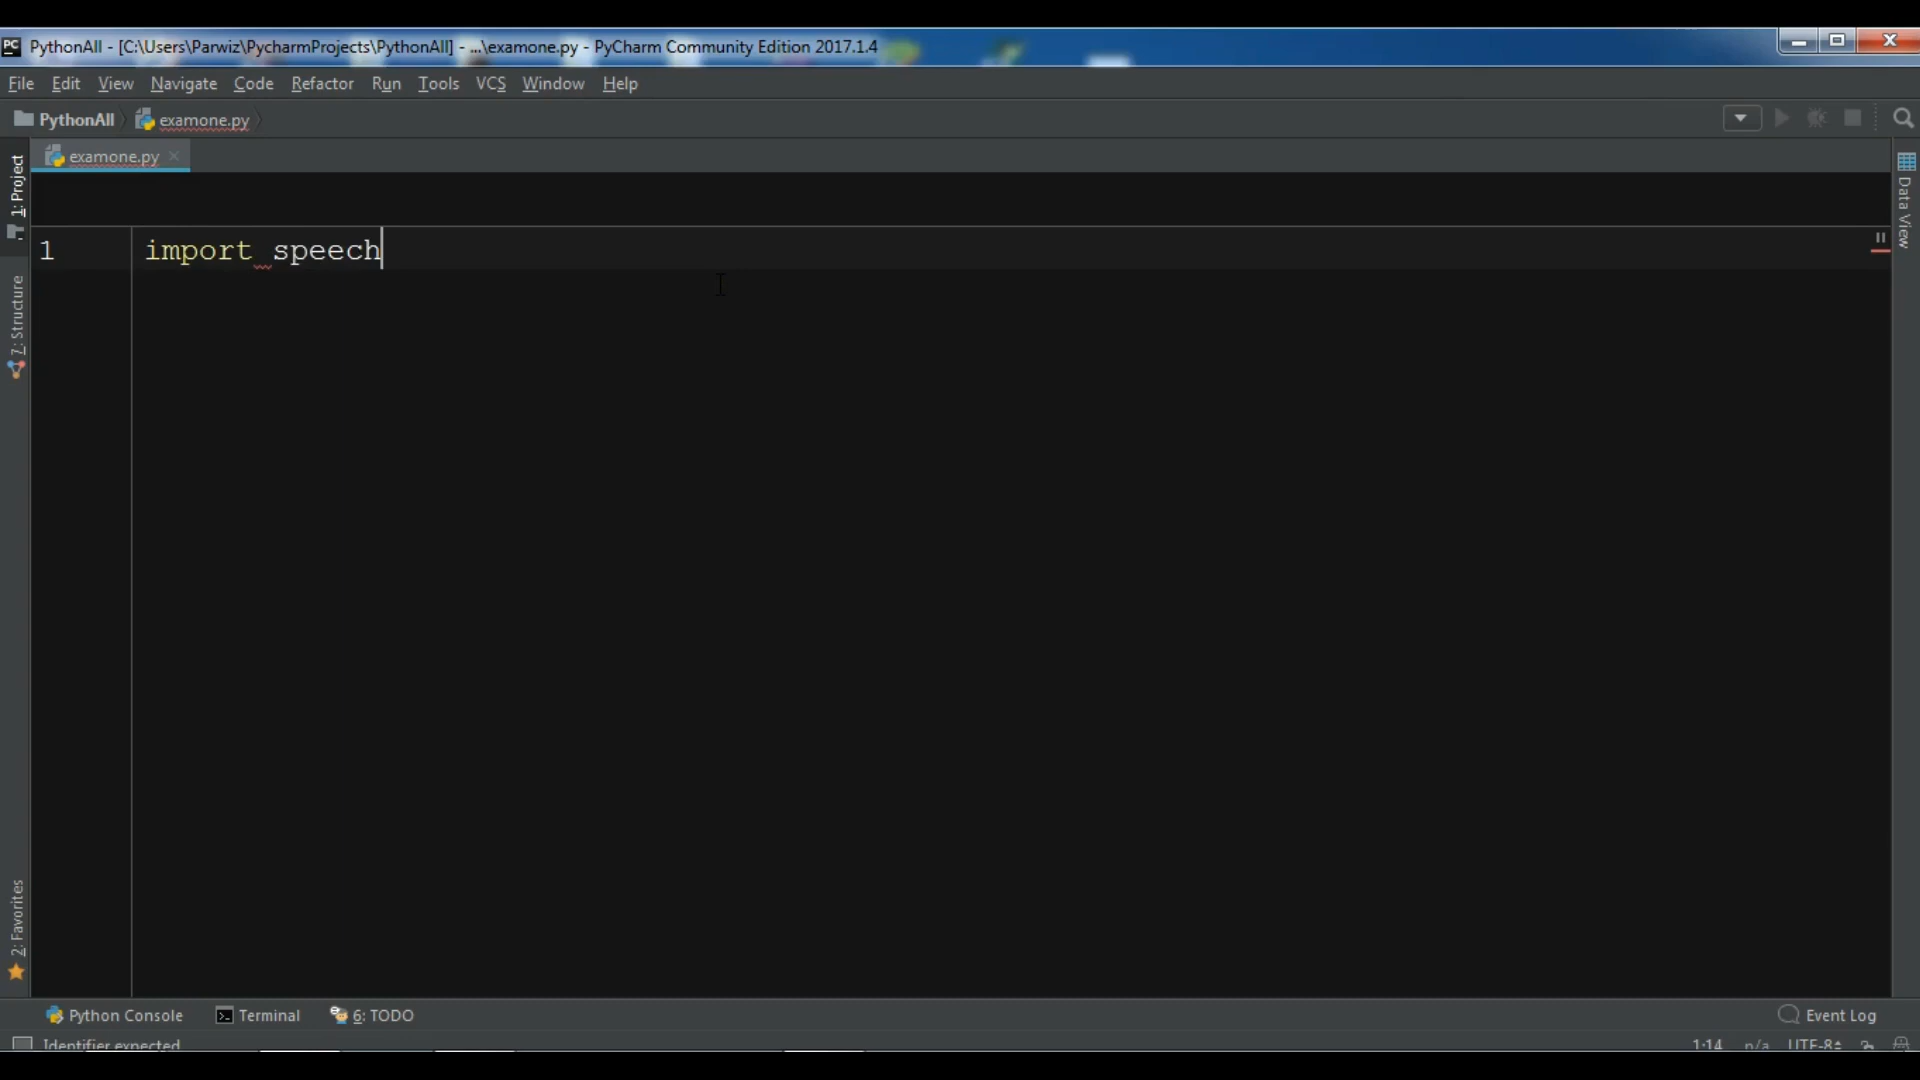 PC PythonAll - [C:\Users\Parwiz\PycharmProjects\PythonAll] - ...\examone.py - PyCharm Community Edition 2017.1.4
File Edit View Navigate Code Refactor Run Tools VCS Window Help
PythonAll examone.py
examone.py
1: Project
7: Structure
2: Favorites
1 import speech
Data View
Python Console Terminal 6: TODO Event Log
Identifier expected 1:14 n/a UTF-8